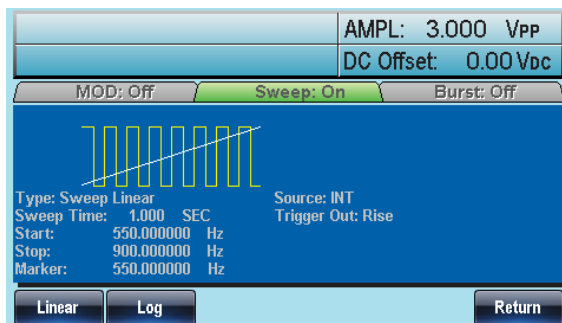 AMPL: 3.000 VPP
DC Offset: 0.00 VDC
MOD: Off Sweep: On Burst: Off
Type: Sweep Linear Source: INT
Sweep Time: 1.000 SEC Trigger Out: Rise
Start: 550.000000 Hz
Stop: 900.000000 Hz
Marker: 550.000000 Hz
Linear Log Return